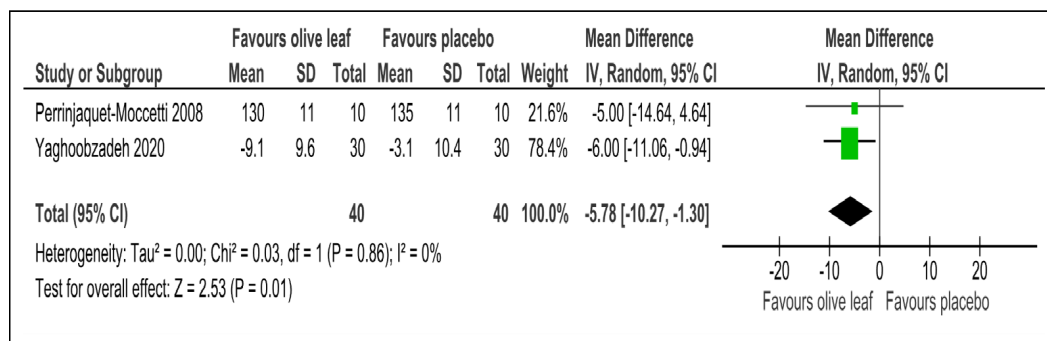 Favours olive leaf Favours placebo Mean Difference Mean Difference
Study or Subgroup Mean SD Total Mean SD Total Weight IV, Random, 95% CI IV, Random, 95% CI
Perrinjaquet-Moccetti 2008 130 11 10 135 11 10 21.6% -5.00 [-14.64, 4.64]
Yaghoobzadeh 2020 -9.1 9.6 30 -3.1 10.4 30 78.4% -6.00 [-11.06, -0.94]
Total (95% CI) 40 40 100.0% -5.78 [-10.27, -1.30]
Heterogeneity: Tau² = 0.00; Chi² = 0.03, df = 1 (P = 0.86); I² = 0%
Test for overall effect: Z = 2.53 (P = 0.01)
-20 -10 0 10 20
Favours olive leaf Favours placebo